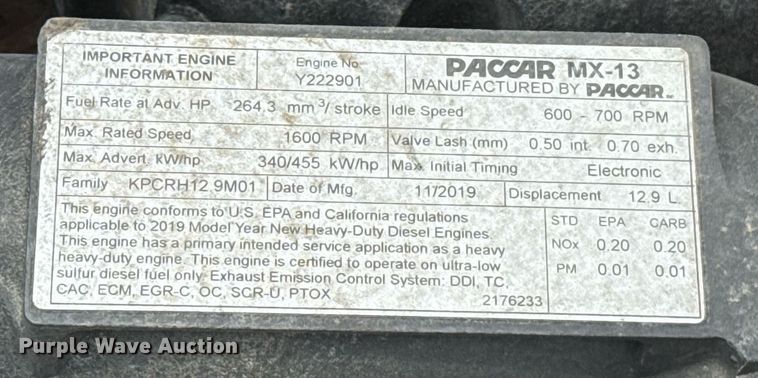 IMPORTANT ENGINE INFORMATION
Engine No.
Y222901
PACCAR MX-13
MANUFACTURED BY PACCAR
Fuel Rate at Adv. HP. 264.3 mm³/ stroke
Idle Speed 600 - 700 RPM
Max. Rated Speed 1600 RPM
Valve Lash (mm) 0.50 int. 0.70 exh.
Max. Advert. kW/hp 340/455 kW/hp
Max. Initial Timing Electronic
Family KPCRH12.9M01
Date of Mfg. 11/2019
Displacement 12.9 L
This engine conforms to U.S. EPA and California regulations
applicable to 2019 Model Year New Heavy-Duty Diesel Engines.
This engine has a primary intended service application as a heavy
heavy-duty engine. This engine is certified to operate on ultra-low
sulfur diesel fuel only. Exhaust Emission Control System: DDI, TC,
CAC, ECM, EGR-C, OC, SCR-U, PTOX
2176233
STD EPA CARB
NOx 0.20 0.20
PM 0.01 0.01
Purple Wave Auction